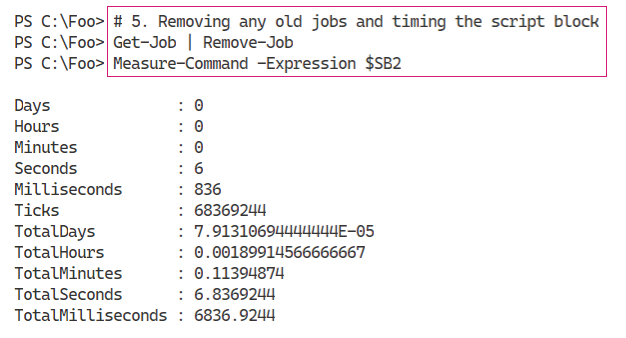 PS C:\Foo> # 5. Removing any old jobs and timing the script block
PS C:\Foo> Get-Job | Remove-Job
PS C:\Foo> Measure-Command -Expression $SB2
Days              : 0
Hours             : 0
Minutes           : 0
Seconds           : 6
Milliseconds      : 836
Ticks             : 68369244
TotalDays         : 7.91310694444444E-05
TotalHours        : 0.00189914566666667
TotalMinutes      : 0.11394874
TotalSeconds      : 6.8369244
TotalMilliseconds : 6836.9244